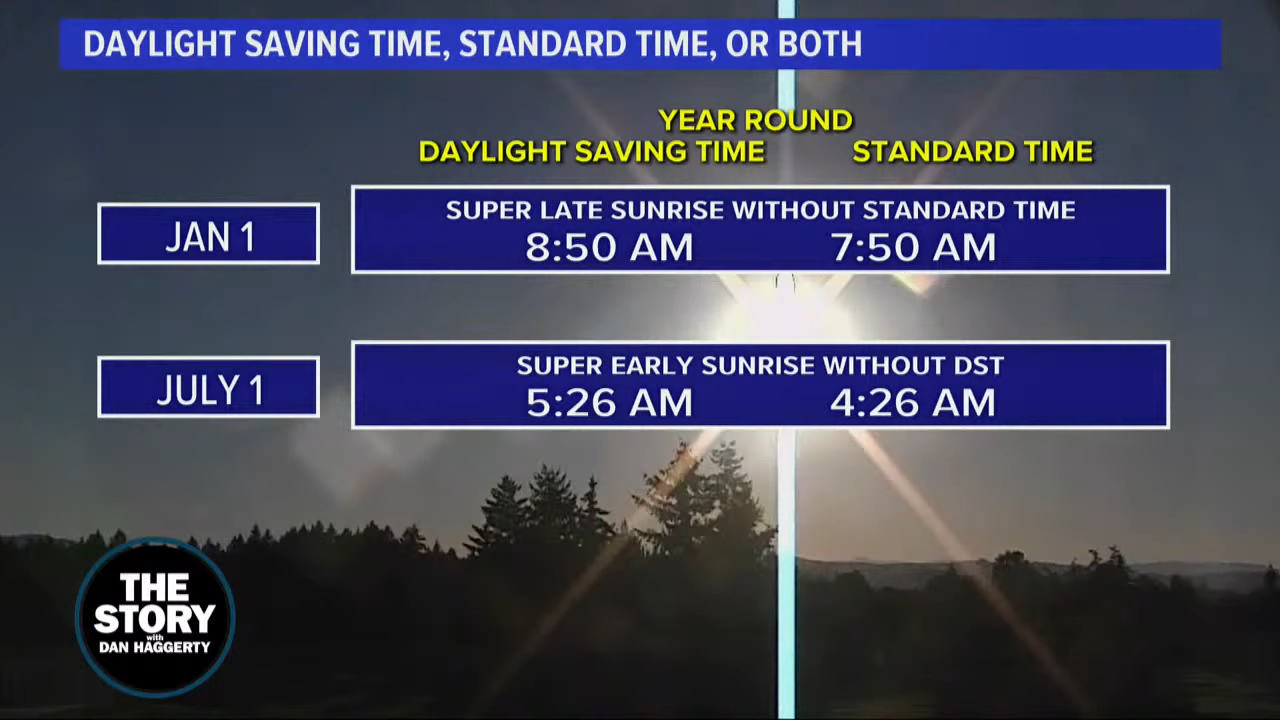 DAYLIGHT SAVING TIME, STANDARD TIME, OR BOTH
YEAR ROUND
DAYLIGHT SAVING TIME STANDARD TIME
JAN 1
SUPER LATE SUNRISE WITHOUT STANDARD TIME
8:50 AM 7:50 AM
JULY 1
SUPER EARLY SUNRISE WITHOUT DST
5:26 AM 4:26 AM
THE
STORY
with
DAN HAGGERTY